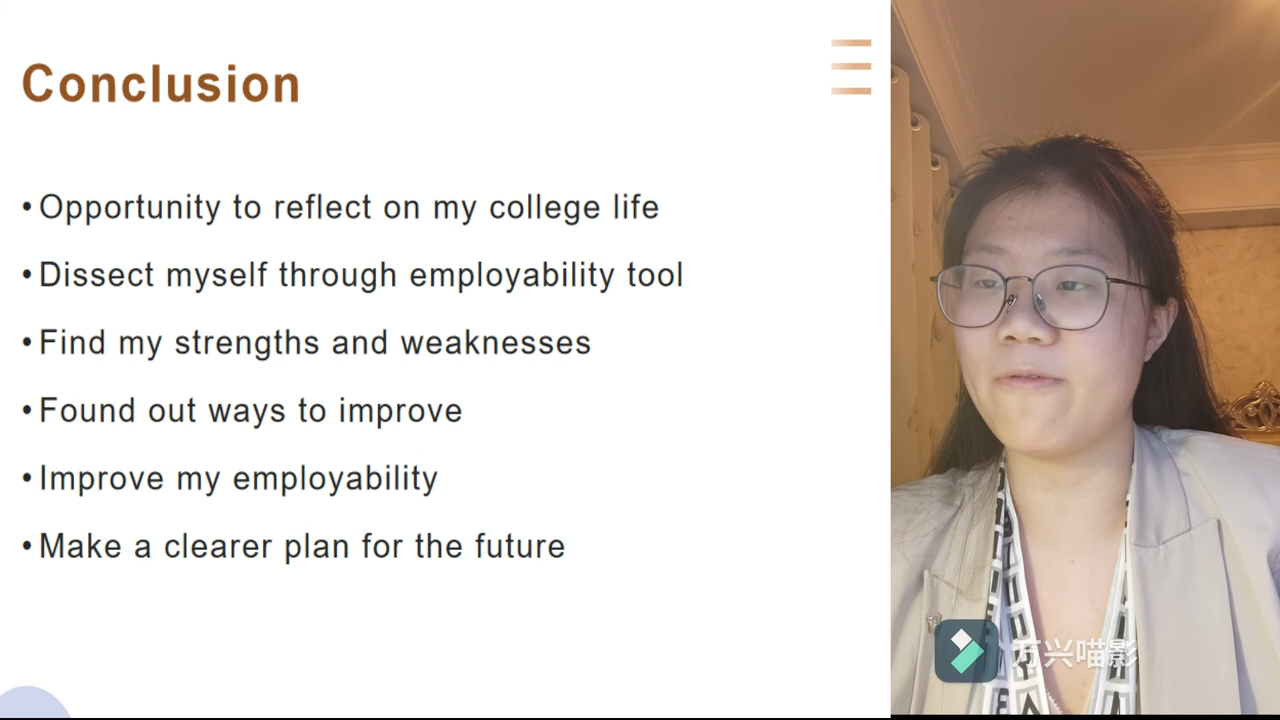 Conclusion
• Opportunity to reflect on my college life
• Dissect myself through employability tool
• Find my strengths and weaknesses
• Found out ways to improve
• Improve my employability
• Make a clearer plan for the future
万兴喵影